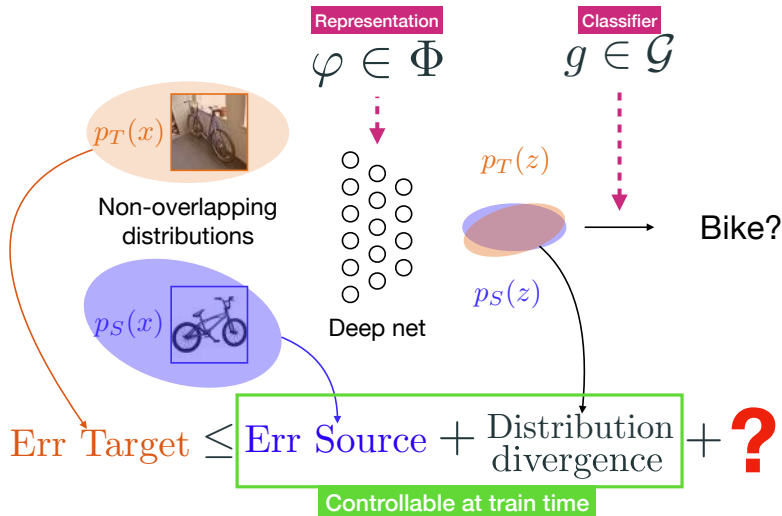 Representation
Classifier
φ ∈ Φ
g ∈ 𝒢
p_T(x)
p_T(z)
Non-overlapping
distributions
Bike?
p_S(z)
p_S(x)
Deep net
Err Target ≤ Err Source + Distribution divergence + ?
Controllable at train time